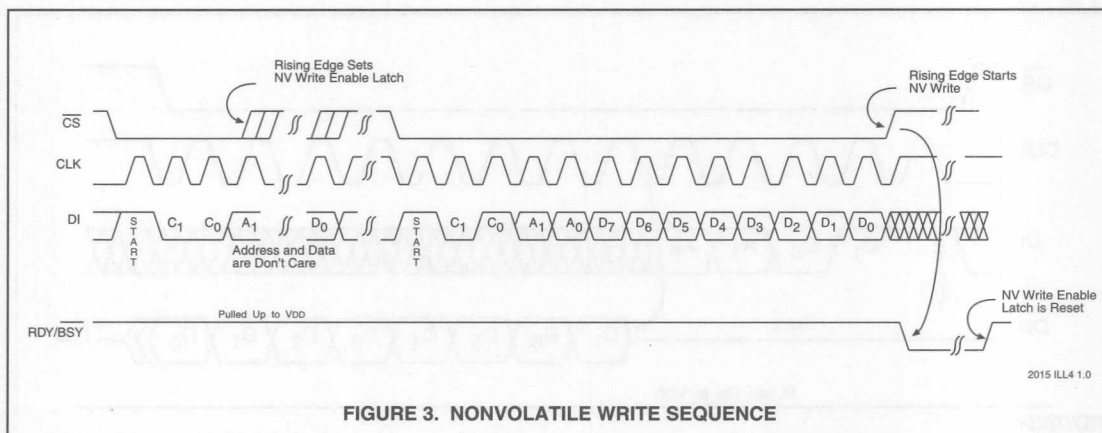 Rising Edge Sets
NV Write Enable Latch
Rising Edge Starts
NV Write
CS
CLK
DI
START
C1
C0
A1
D0
START
C1
C0
A1
A0
D7
D6
D5
D4
D3
D2
D1
D0
Address and Data
are Don't Care
Pulled Up to VDD
RDY/BSY
NV Write Enable
Latch is Reset
2015 ILL4 1.0
FIGURE 3. NONVOLATILE WRITE SEQUENCE